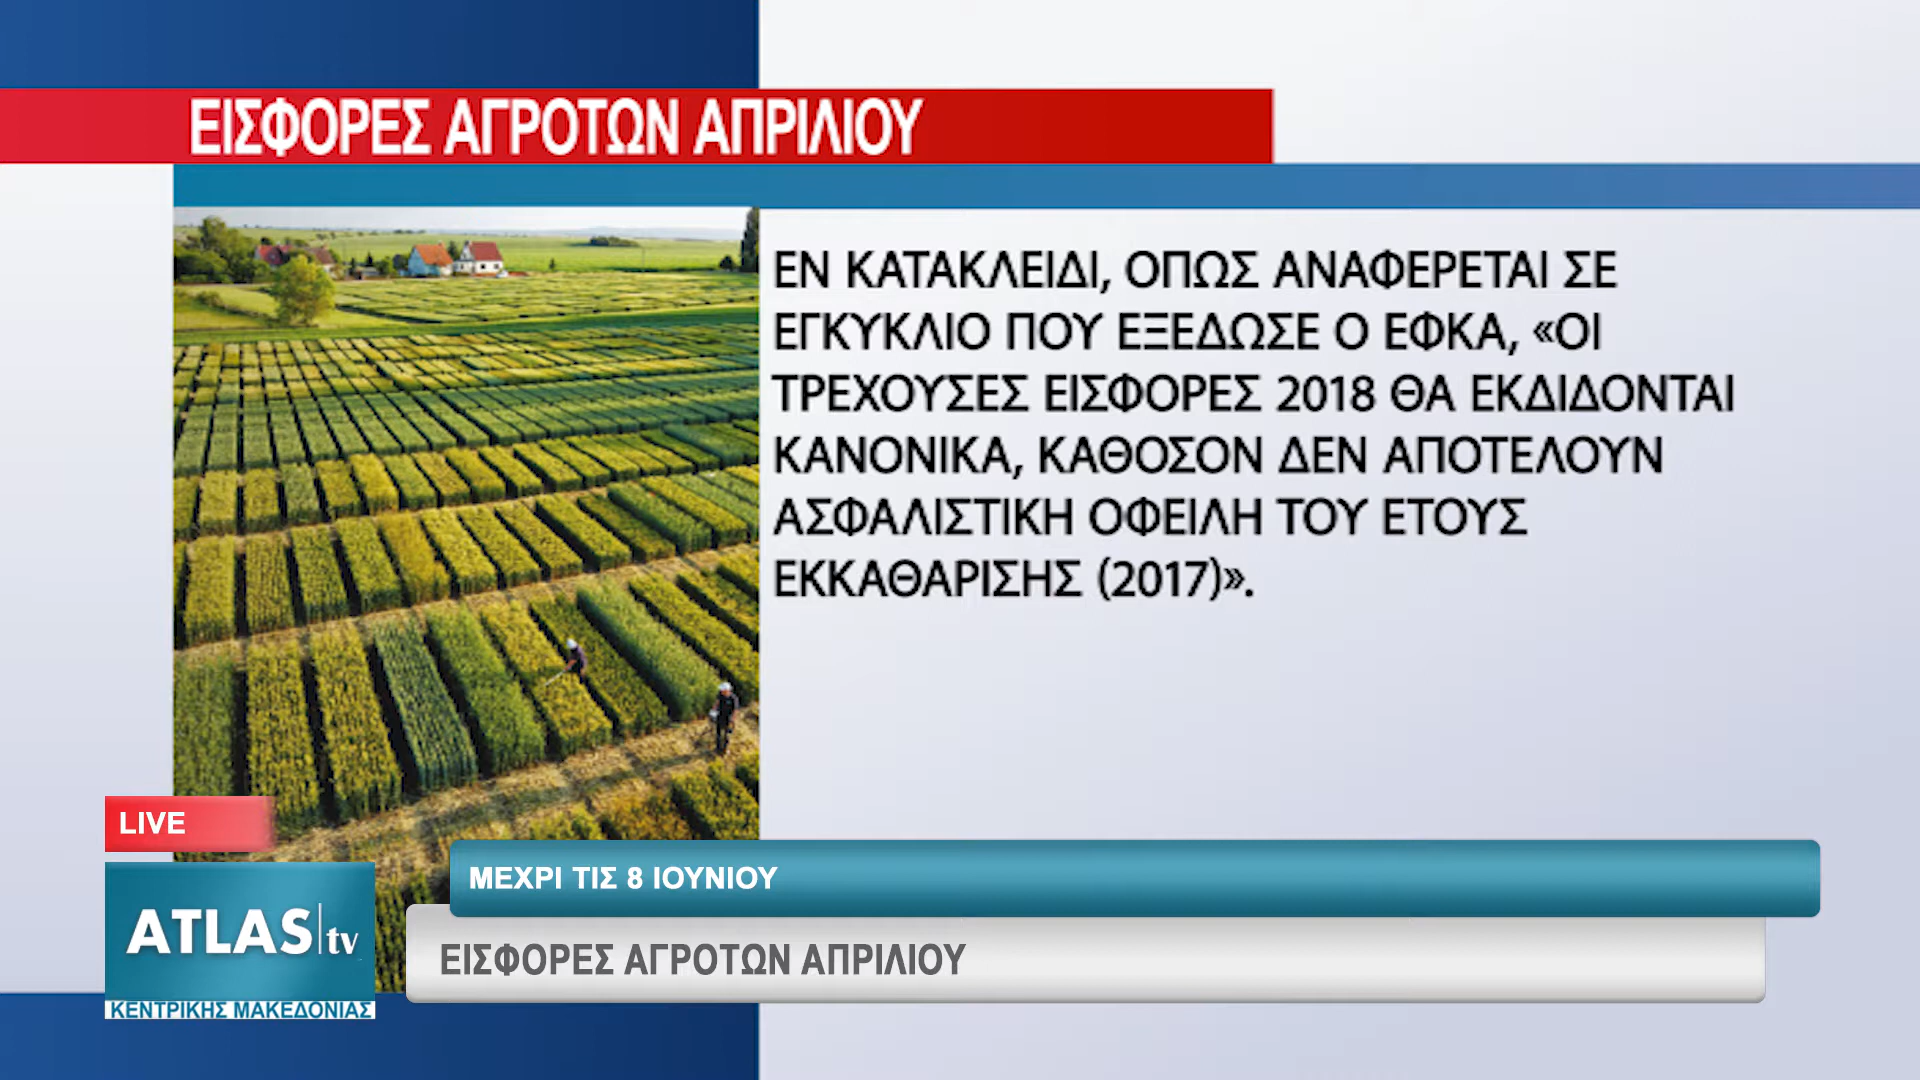 ΕΙΣΦΟΡΕΣ ΑΓΡΟΤΩΝ ΑΠΡΙΛΙΟΥ
ΕΝ ΚΑΤΑΚΛΕΙΔΙ, ΟΠΩΣ ΑΝΑΦΕΡΕΤΑΙ ΣΕ
ΕΓΚΥΚΛΙΟ ΠΟΥ ΕΞΕΔΩΣΕ Ο ΕΦΚΑ, «ΟΙ
ΤΡΕΧΟΥΣΕΣ ΕΙΣΦΟΡΕΣ 2018 ΘΑ ΕΚΔΙΔΟΝΤΑΙ
ΚΑΝΟΝΙΚΑ, ΚΑΘΟΣΟΝ ΔΕΝ ΑΠΟΤΕΛΟΥΝ
ΑΣΦΑΛΙΣΤΙΚΗ ΟΦΕΙΛΗ ΤΟΥ ΕΤΟΥΣ
ΕΚΚΑΘΑΡΙΣΗΣ (2017)».
LIVE
ΜΕΧΡΙ ΤΙΣ 8 ΙΟΥΝΙΟΥ
ATLAS tv
ΕΙΣΦΟΡΕΣ ΑΓΡΟΤΩΝ ΑΠΡΙΛΙΟΥ
ΚΕΝΤΡΙΚΗΣ ΜΑΚΕΔΟΝΙΑΣ